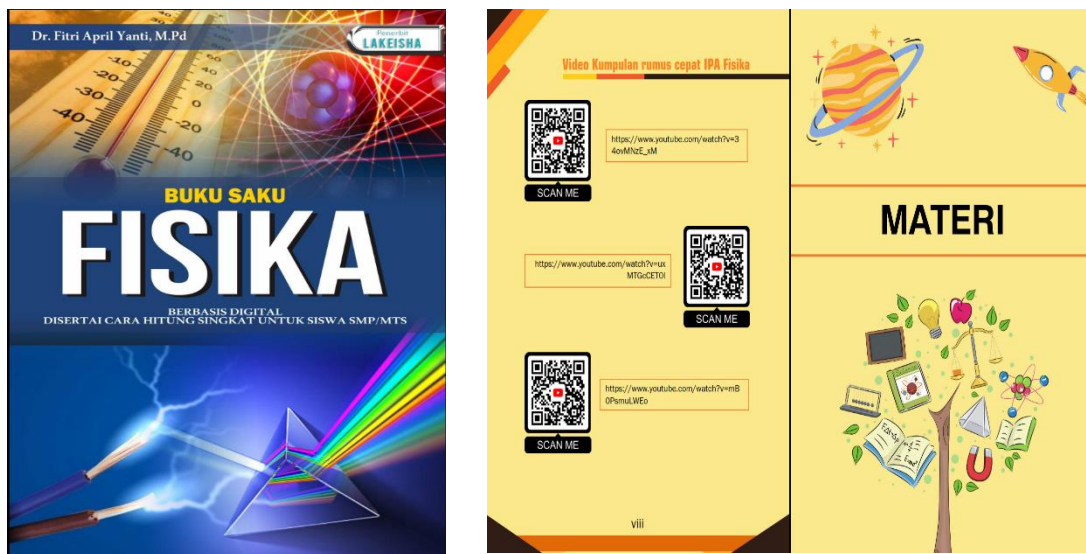 Dr. Fitri April Yanti, M.Pd
Penerbit
LAKEISHA
BUKU SAKU
FISIKA
BERBASIS DIGITAL
DISERTAI CARA HITUNG SINGKAT UNTUK SISWA SMP/MTS
Video Kumpulan rumus cepat IPA Fisika
https://www.youtube.com/watch?v=3
4ovMNzE_xM
SCAN ME
https://www.youtube.com/watch?v=ux
MTGcCET0I
SCAN ME
https://www.youtube.com/watch?v=mB
0PsmuLWEo
SCAN ME
viii
MATERI